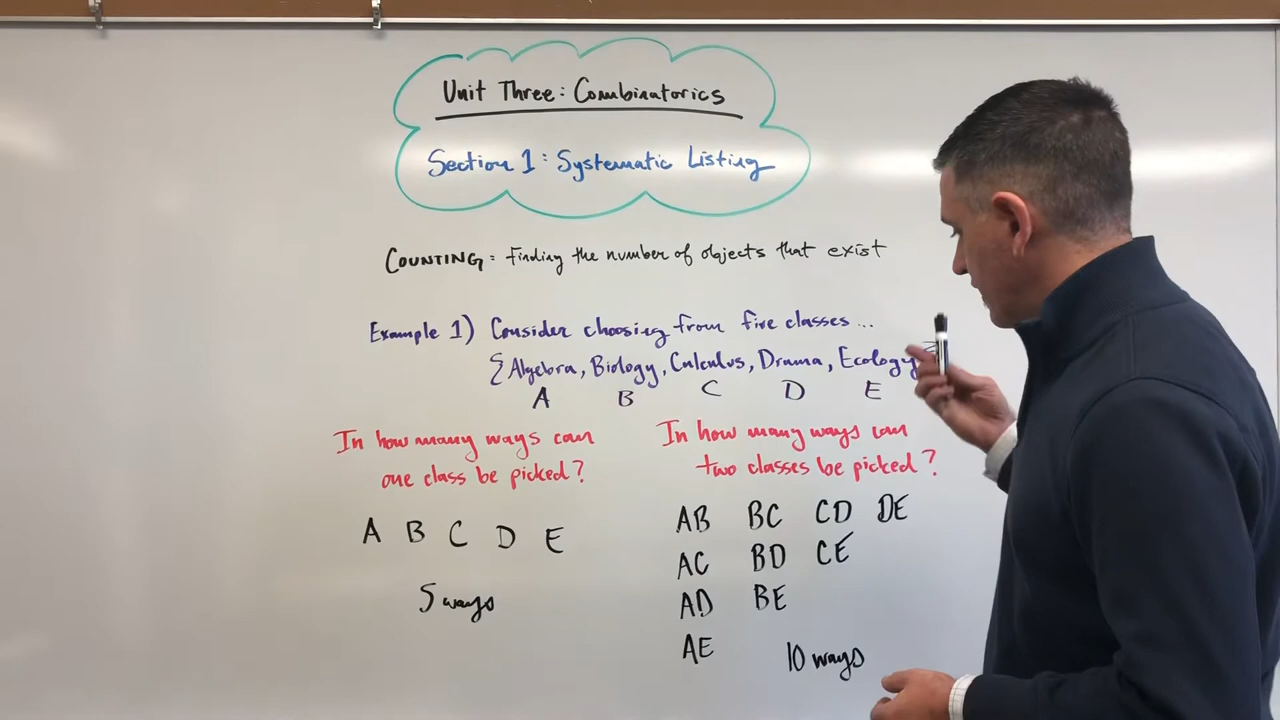 Unit Three: Combinatorics
Section 1: Systematic Listing
COUNTING = Finding the number of objects that exist
Example 1) Consider choosing from five classes...
{Algebra, Biology, Calculus, Drama, Ecology}
A B C D E
In how many ways can
one class be picked?
A B C D E
5 ways
In how many ways can
two classes be picked?
AB BC CD DE
AC BD CE
AD BE
AE
10 ways